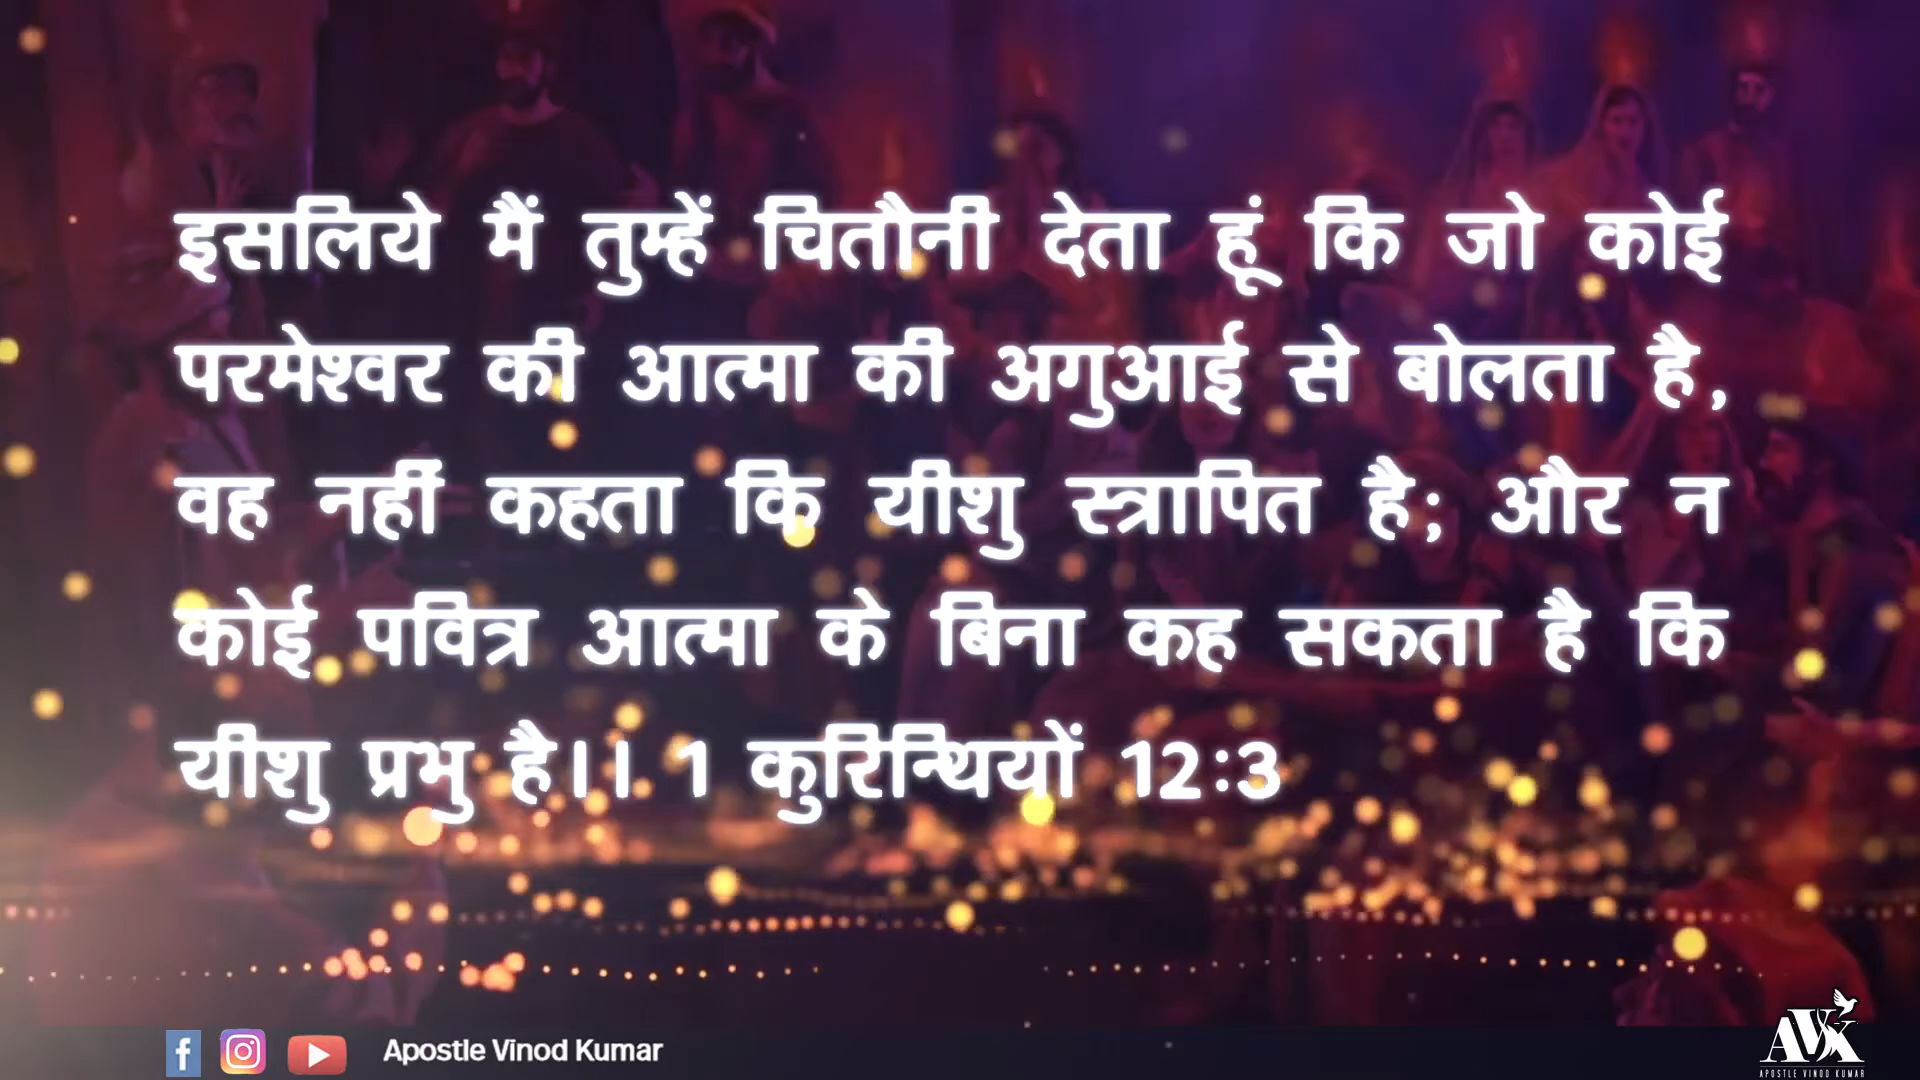 इसलिये मैं तुम्हें चितौनी देता हूं कि जो कोई
परमेश्वर की आत्मा की अगुआई से बोलता है,
वह नहीं कहता कि यीशु स्त्रापित है; और न
कोई पवित्र आत्मा के बिना कह सकता है कि
यीशु प्रभु है।। 1 कुरिन्थियों 12:3
Apostle Vinod Kumar
AVK
APOSTLE VINOD KUMAR